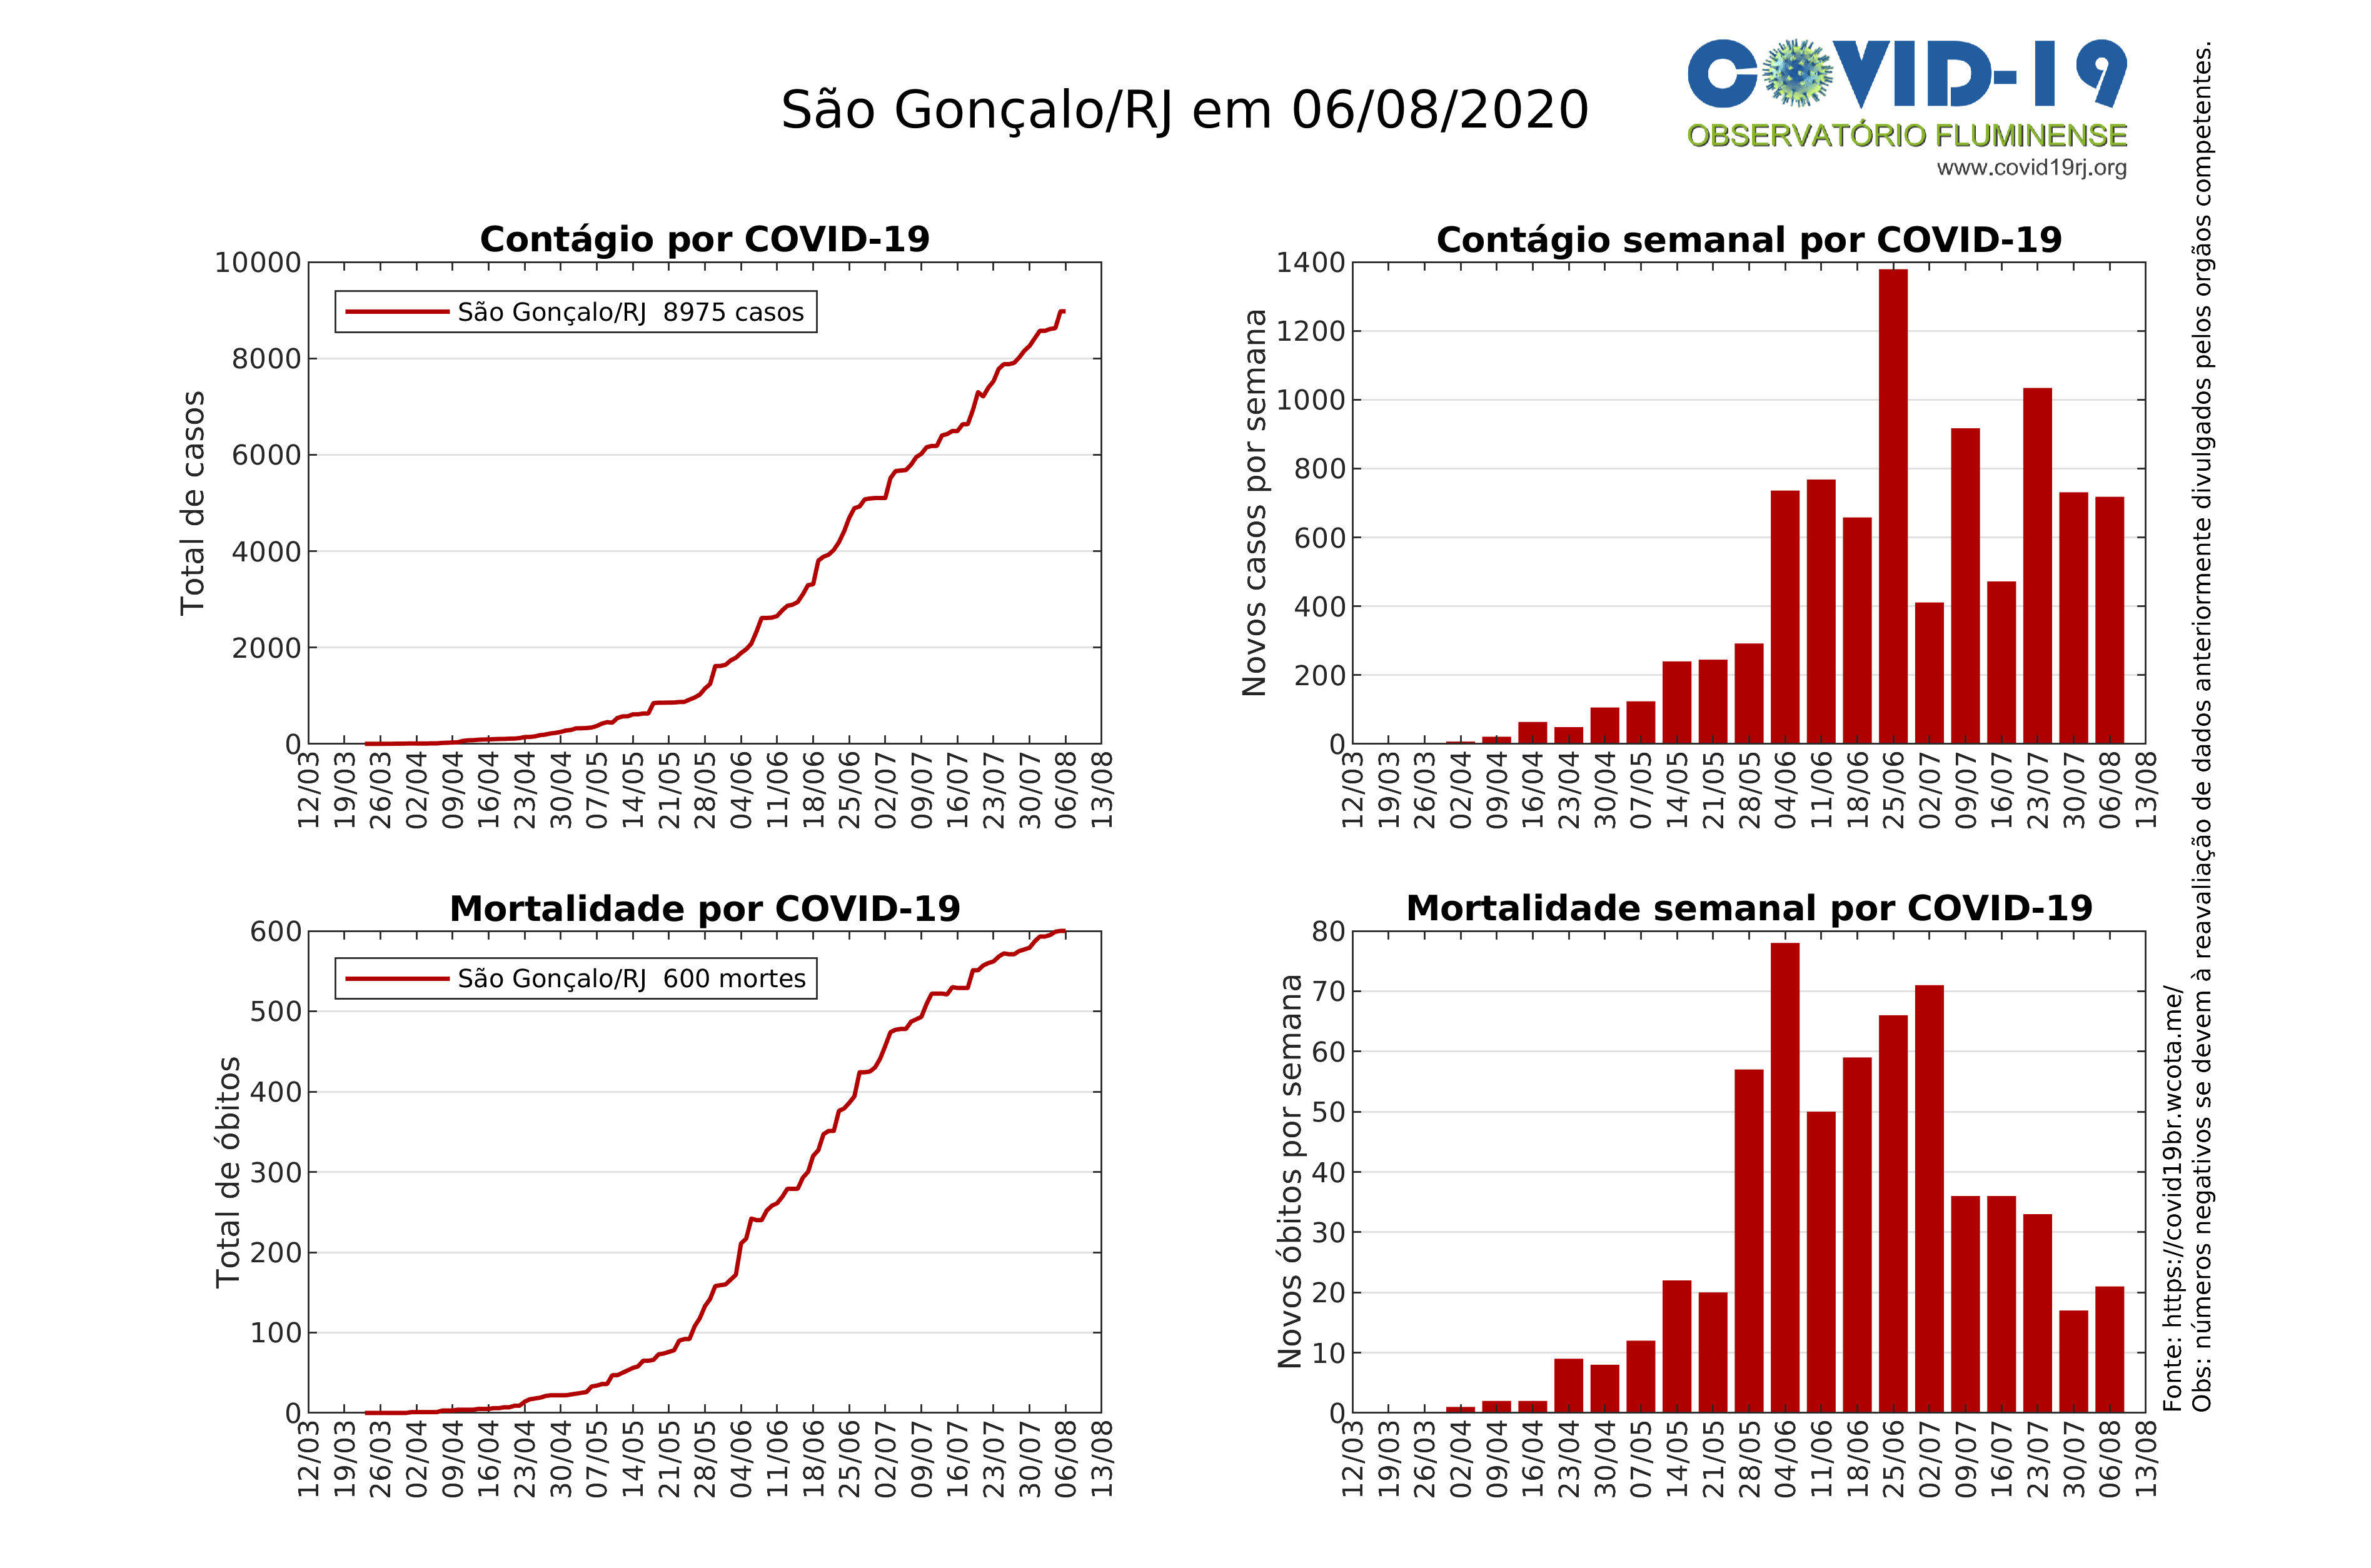 São Gonçalo/RJ em 06/08/2020
COVID-19
OBSERVATÓRIO FLUMINENSE
www.covid19rj.org
Contágio por COVID-19
Total de casos
10000
8000
6000
4000
2000
0
São Gonçalo/RJ 8975 casos
12/03 19/03 26/03 02/04 09/04 16/04 23/04 30/04 07/05 14/05 21/05 28/05 04/06 11/06 18/06 25/06 02/07 09/07 16/07 23/07 30/07 06/08 13/08
Contágio semanal por COVID-19
Novos casos por semana
1400
1200
1000
800
600
400
200
0
12/03 19/03 26/03 02/04 09/04 16/04 23/04 30/04 07/05 14/05 21/05 28/05 04/06 11/06 18/06 25/06 02/07 09/07 16/07 23/07 30/07 06/08 13/08
Mortalidade por COVID-19
Total de óbitos
600
500
400
300
200
100
0
São Gonçalo/RJ 600 mortes
12/03 19/03 26/03 02/04 09/04 16/04 23/04 30/04 07/05 14/05 21/05 28/05 04/06 11/06 18/06 25/06 02/07 09/07 16/07 23/07 30/07 06/08 13/08
Mortalidade semanal por COVID-19
Novos óbitos por semana
80
70
60
50
40
30
20
10
0
12/03 19/03 26/03 02/04 09/04 16/04 23/04 30/04 07/05 14/05 21/05 28/05 04/06 11/06 18/06 25/06 02/07 09/07 16/07 23/07 30/07 06/08 13/08
Fonte: https://covid19br.wcota.me/
Obs: números negativos se devem à reavaliação de dados anteriormente divulgados pelos orgãos competentes.